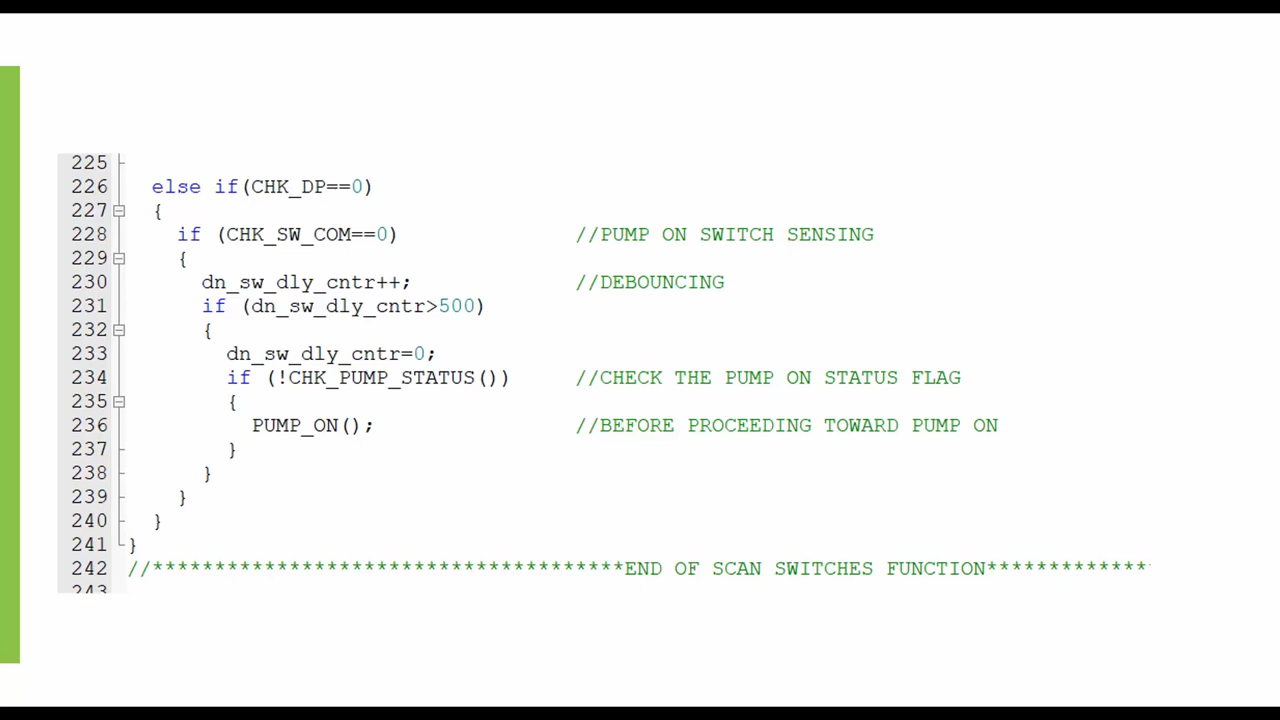 225
226 else if(CHK_DP==0)
227 {
228 if (CHK_SW_COM==0) //PUMP ON SWITCH SENSING
229 {
230 dn_sw_dly_cntr++; //DEBOUNCING
231 if (dn_sw_dly_cntr>500)
232 {
233 dn_sw_dly_cntr=0;
234 if (!CHK_PUMP_STATUS()) //CHECK THE PUMP ON STATUS FLAG
235 {
236 PUMP_ON(); //BEFORE PROCEEDING TOWARD PUMP ON
237 }
238 }
239 }
240 }
241 }
242 //**************************************END OF SCAN SWITCHES FUNCTION*************
243